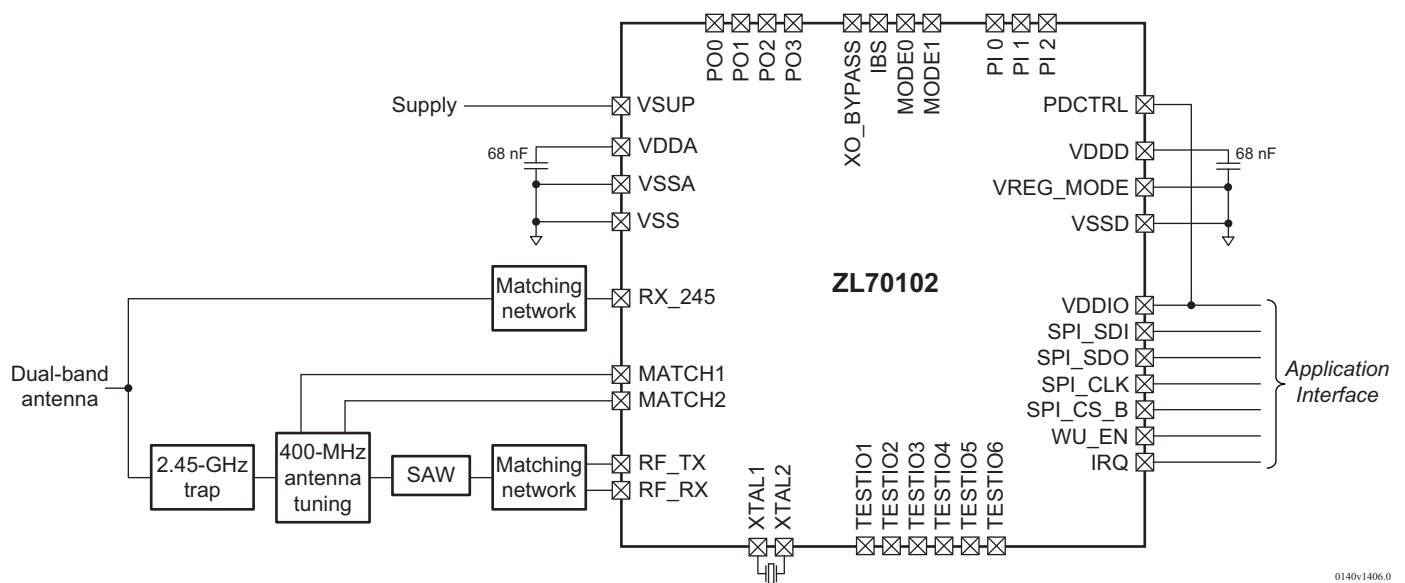 PO0
PO1
PO2
PO3
XO_BYPASS
IBS
MODE0
MODE1
PI 0
PI 1
PI 2
Supply
VSUP
VDDA
68 nF
VSSA
VSS
PDCTRL
VDDD
68 nF
VREG_MODE
VSSD
ZL70102
Matching
network
RX_245
Dual-band
antenna
MATCH1
MATCH2
2.45-GHz
trap
400-MHz
antenna
tuning
SAW
Matching
network
RF_TX
RF_RX
VDDIO
SPI_SDI
SPI_SDO
SPI_CLK
SPI_CS_B
WU_EN
IRQ
Application
Interface
XTAL1
XTAL2
TESTIO1
TESTIO2
TESTIO3
TESTIO4
TESTIO5
TESTIO6
0140v1406.0